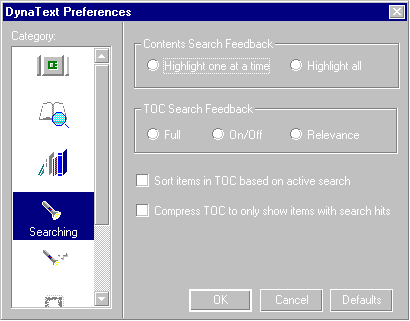 DynaText Preferences
Category:
Searching
Contents Search Feedback
Highlight one at a time
Highlight all
TOC Search Feedback
Full
On/Off
Relevance
Sort items in TOC based on active search
Compress TOC to only show items with search hits
OK
Cancel
Defaults